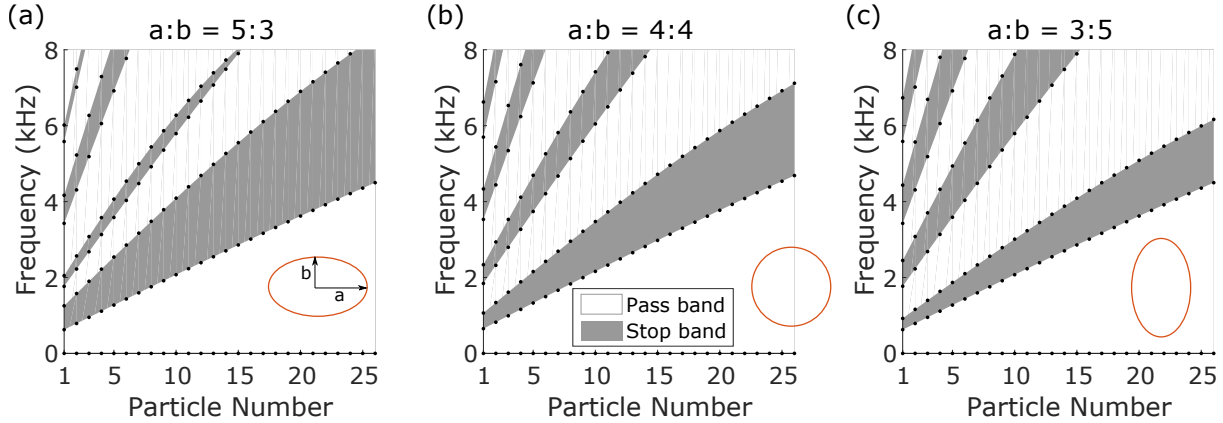 (a)
a:b = 5:3
Frequency (kHz)
8
6
4
2
0
1
5
10
15
20
25
Particle Number
b
a
(b)
a:b = 4:4
Frequency (kHz)
8
6
4
2
0
1
5
10
15
20
25
Particle Number
Pass band
Stop band
(c)
a:b = 3:5
Frequency (kHz)
8
6
4
2
0
1
5
10
15
20
25
Particle Number